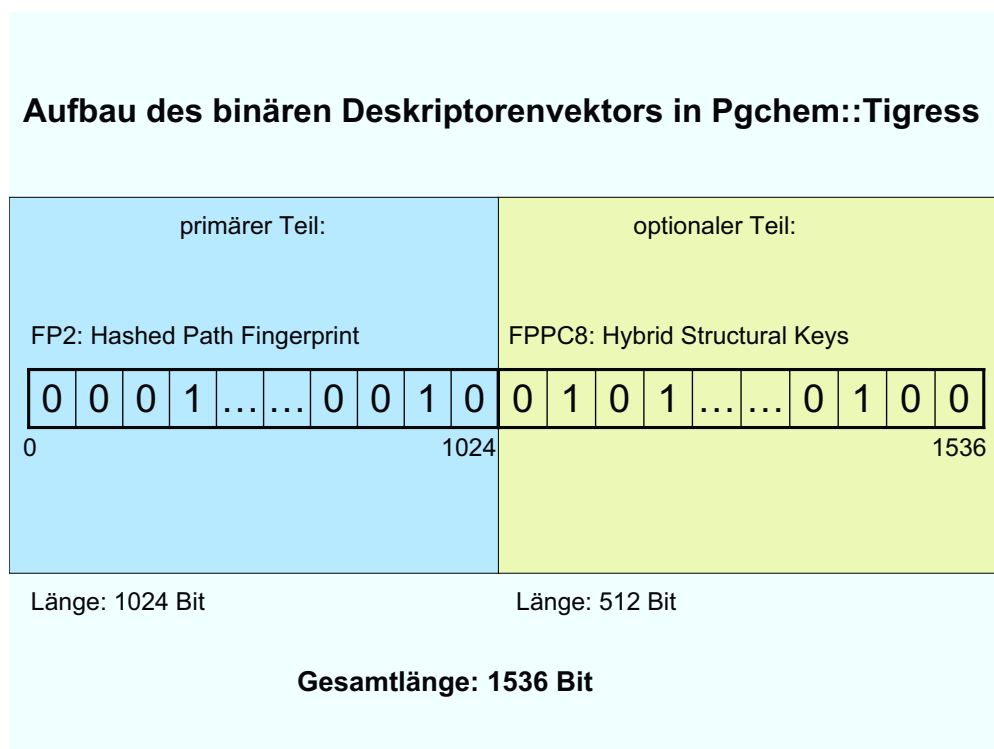 Aufbau des binären Deskriptorenvektors in Pgchem::Tigress
primärer Teil:
optionaler Teil:
FP2: Hashed Path Fingerprint
FPPC8: Hybrid Structural Keys
0 0 0 1 ... ... 0 0 1 0 0 1 0 1 ... ... 0 1 0 0
0 1024 1536
Länge: 1024 Bit
Länge: 512 Bit
Gesamtlänge: 1536 Bit